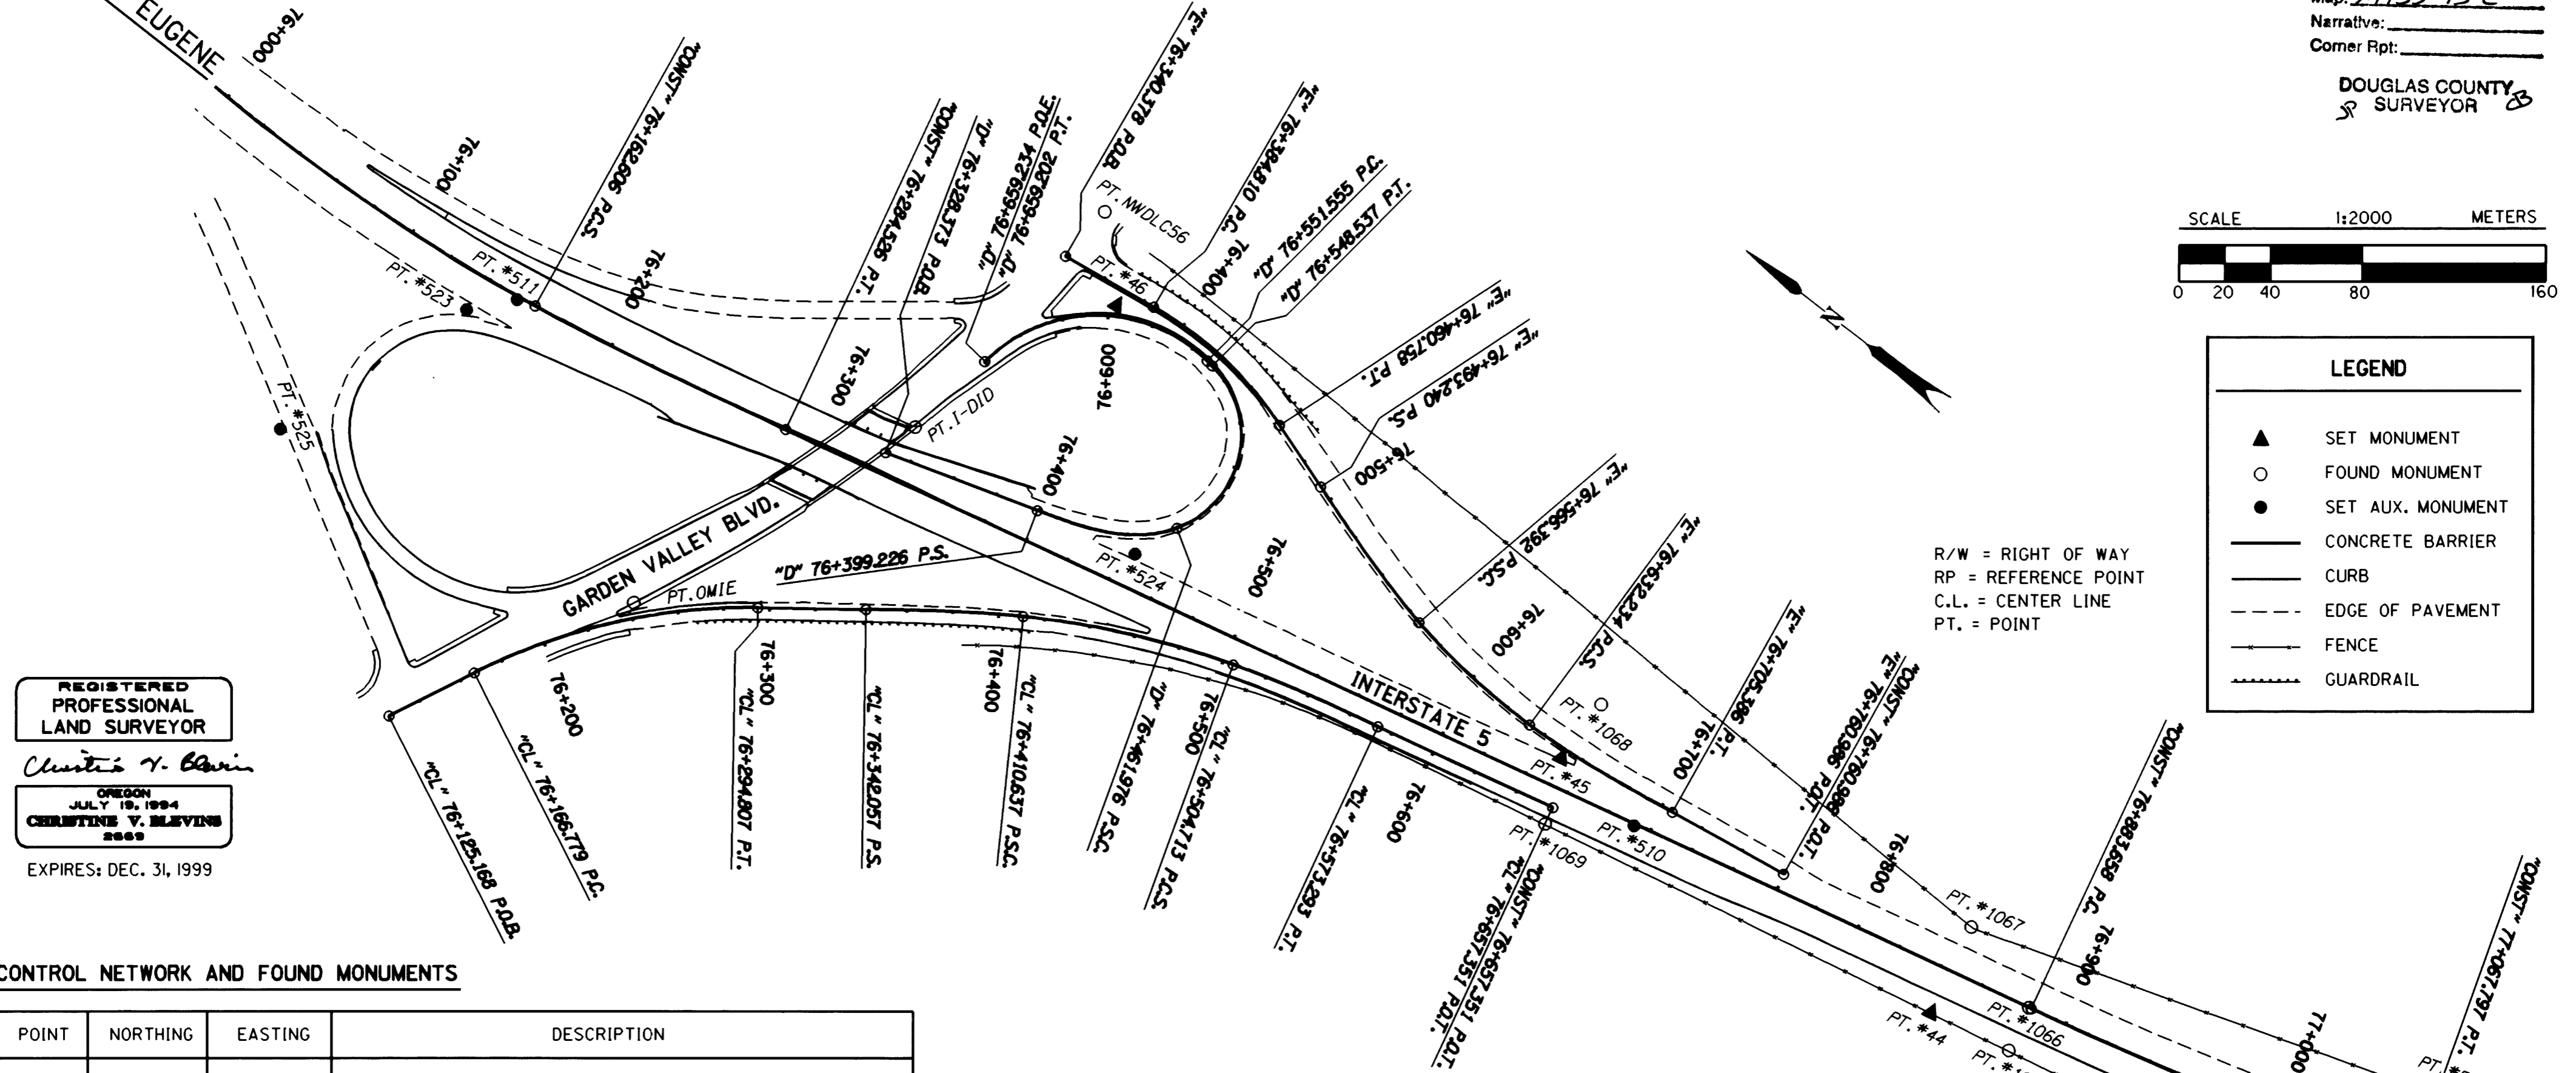 EUGENE
76+000
"CONST" 76+162.606 P.C.S.
76+100
"CONST" 76+284.526 P.T.
"D" 76+328.373 P.O.B.
"D" 76+659.234 P.O.E.
"D" 76+659.202 P.T.
"E" 76+340.378 P.O.B.
"E" 76+384.810 P.C.
PT. NWDLC56
76+400
"D" 76+551.555 P.C.
"D" 76+548.537 P.T.
PT. #46
PT. #523
PT. #511
76+200
76+300
76+600
"E" 76+460.758 P.T.
"E" 76+493.240 P.S.
PT. #525
PT. I-DID
76+400
76+500
GARDEN VALLEY BLVD.
"D" 76+399.226 P.S.
PT. #524
76+500
"E" 76+566.392 P.S.C.
"E" 76+632.234 P.C.S.
76+600
PT. OMIE
76+200
76+300
76+400
76+500
INTERSTATE 5
PT. #1068
"E" 76+705.386 P.T.
76+700
PT. #45
"E" 76+760.986 P.O.T.
"CONST" 76+760.986 P.O.T.
"CL" 76+125.168 P.O.B.
"CL" 76+166.779 P.C.
"CL" 76+294.807 P.T.
"CL" 76+342.057 P.S.
"CL" 76+410.637 P.S.C.
"D" 76+461.976 P.S.C.
"CL" 76+504.713 P.C.S.
"CL" 76+573.293 P.T.
76+600
PT. #1069
PT. #510
"CONST" 76+657.351 P.O.T.
"CL" 76+657.351 P.O.T.
76+800
"CONST" 76+883.658 P.C.
PT. #1067
76+900
PT. #1066
PT. #44
77+000
"CONST" 77+067.797 P.T.
Narrative:
Corner Rpt:
DOUGLAS COUNTY
SURVEYOR
SCALE 1:2000 METERS
0 20 40 80 160
N
LEGEND
SET MONUMENT
FOUND MONUMENT
SET AUX. MONUMENT
CONCRETE BARRIER
CURB
EDGE OF PAVEMENT
FENCE
GUARDRAIL
R/W = RIGHT OF WAY
RP = REFERENCE POINT
C.L. = CENTER LINE
PT. = POINT
REGISTERED
PROFESSIONAL
LAND SURVEYOR
Christine V. Blevins
OREGON
JULY 19, 1994
CHRISTINE V. BLEVINS
2669
EXPIRES: DEC. 31, 1999
CONTROL NETWORK AND FOUND MONUMENTS
POINT NORTHING EASTING DESCRIPTION